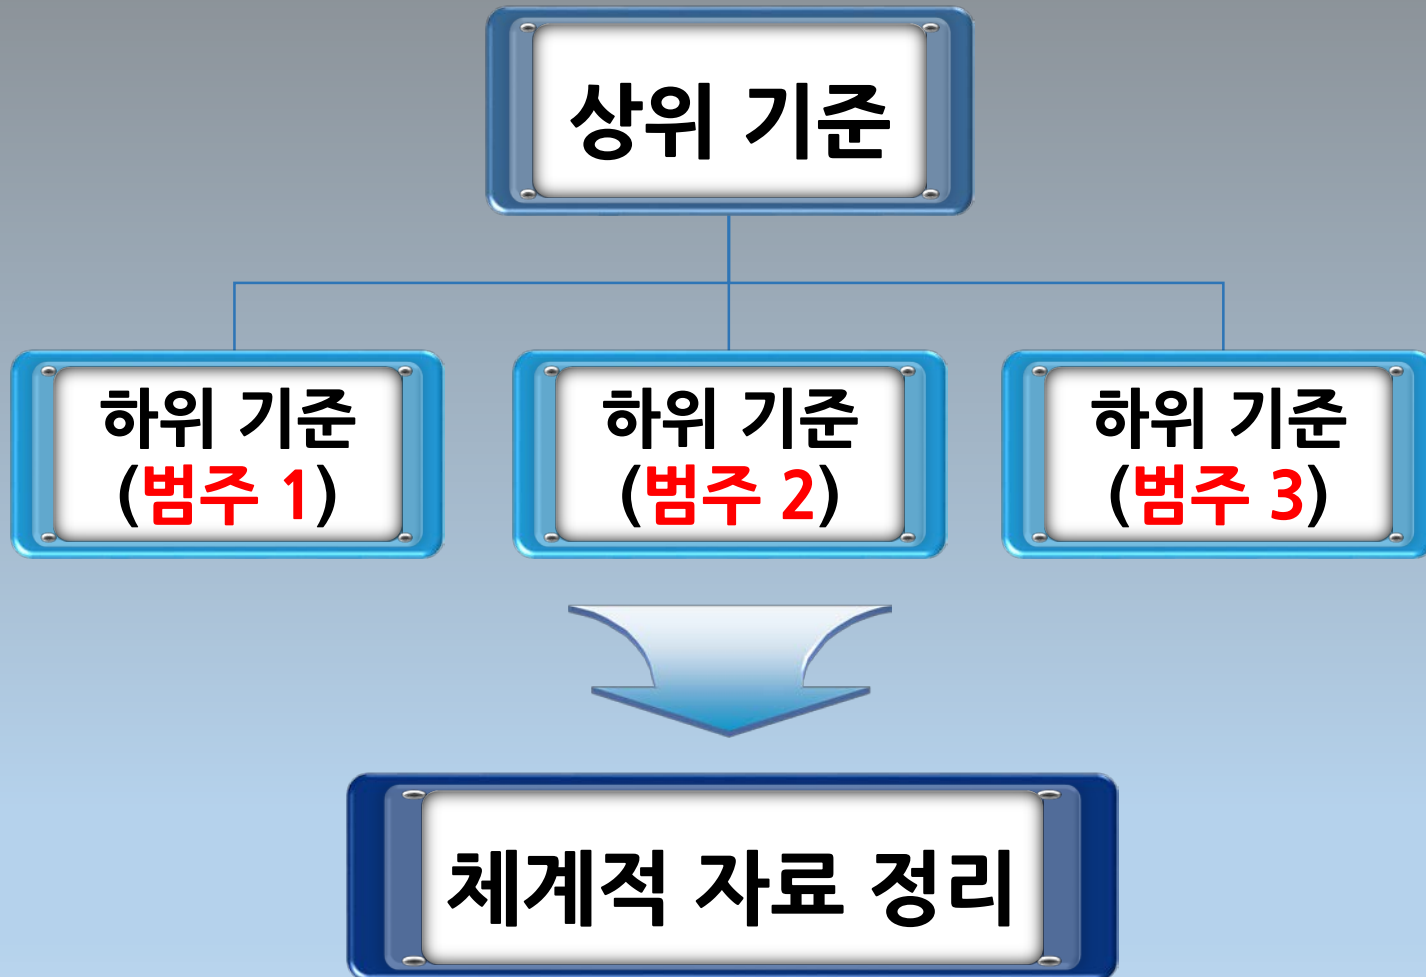 상위 기준
하위 기준
(범주 1)
하위 기준
(범주 2)
하위 기준
(범주 3)
체계적 자료 정리